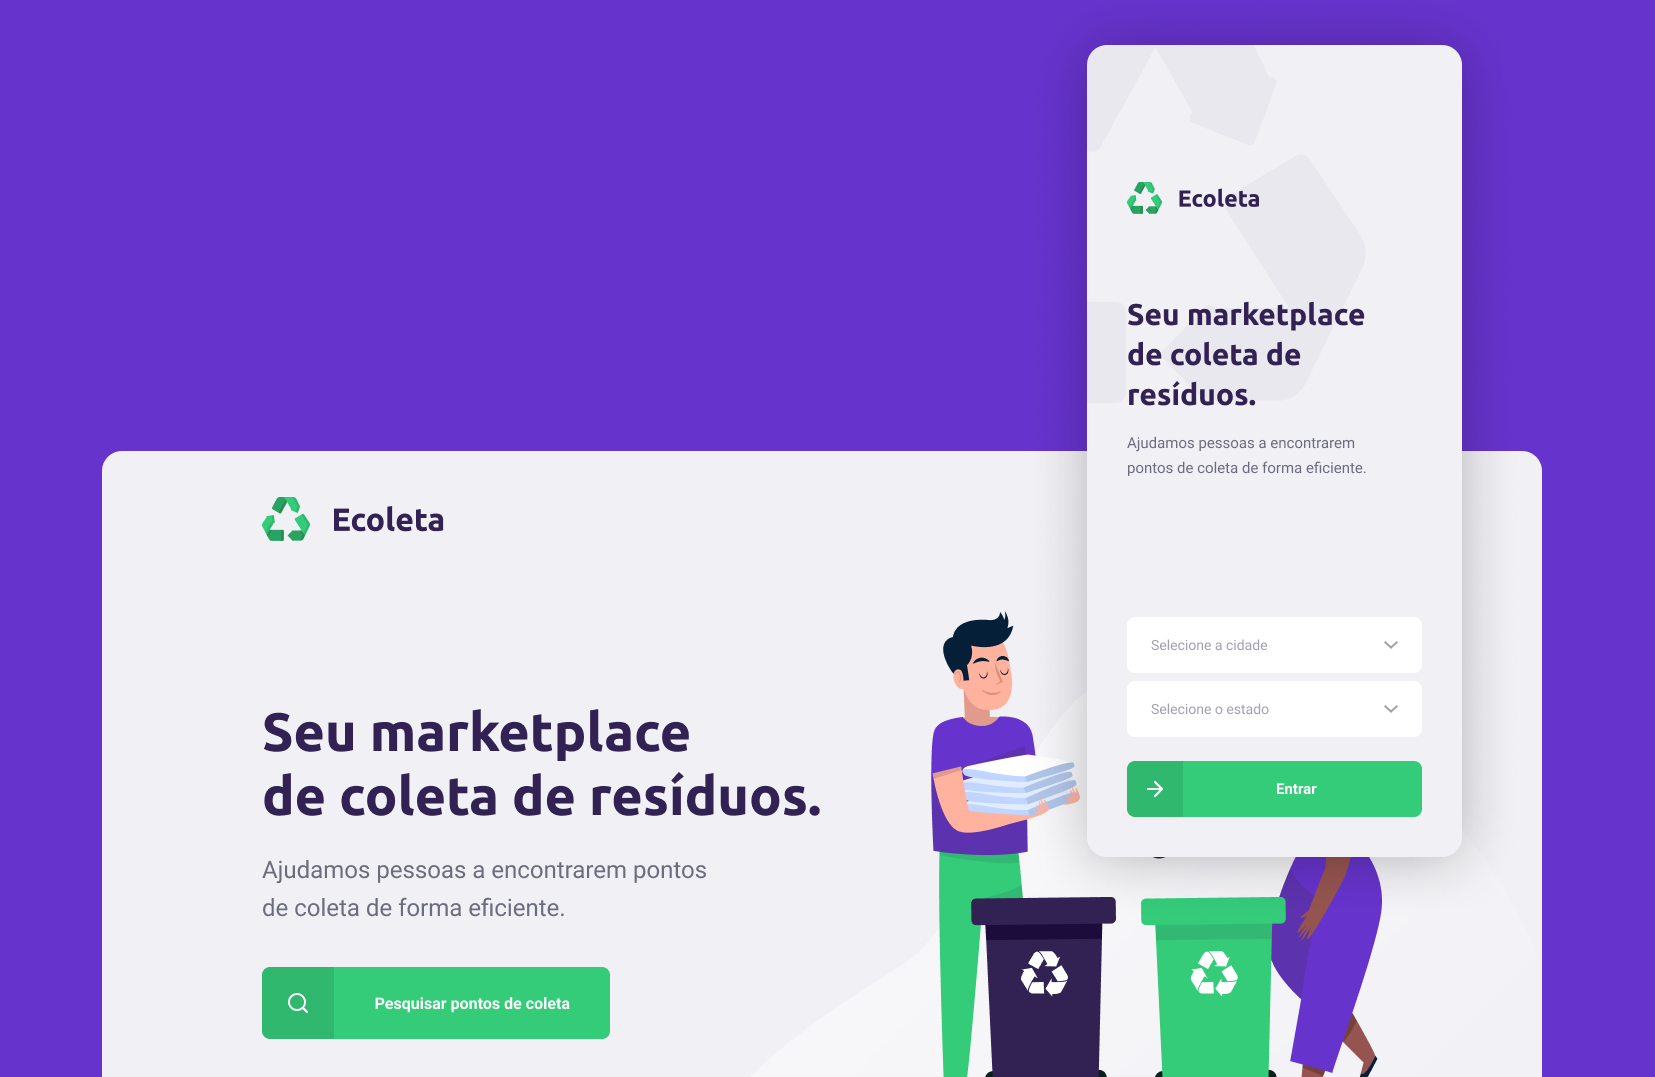 Ecoleta
Seu marketplace
de coleta de
resíduos.
Ajudamos pessoas a encontrarem
pontos de coleta de forma eficiente.
Selecione a cidade
Selecione o estado
Entrar
Ecoleta
Seu marketplace
de coleta de resíduos.
Ajudamos pessoas a encontrarem pontos
de coleta de forma eficiente.
Pesquisar pontos de coleta